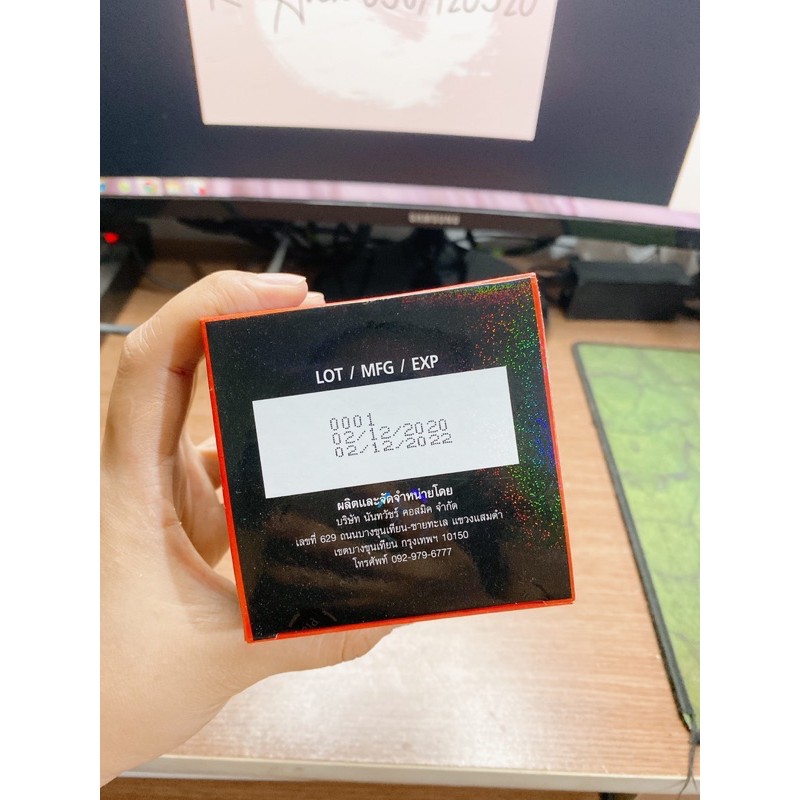 SAMSUNG
LOT / MFG / EXP
0001
02/12/2020
02/12/2022
ผลิตและจัดจำหน่ายโดย
บริษัท นันทวัชร์ คอสมิค จำกัด
เลขที่ 629 ถนนบางขุนเทียน-ชายทะเล แขวงแสมดำ
เขตบางขุนเทียน กรุงเทพฯ 10150
โทรศัพท์ 092-979-6777